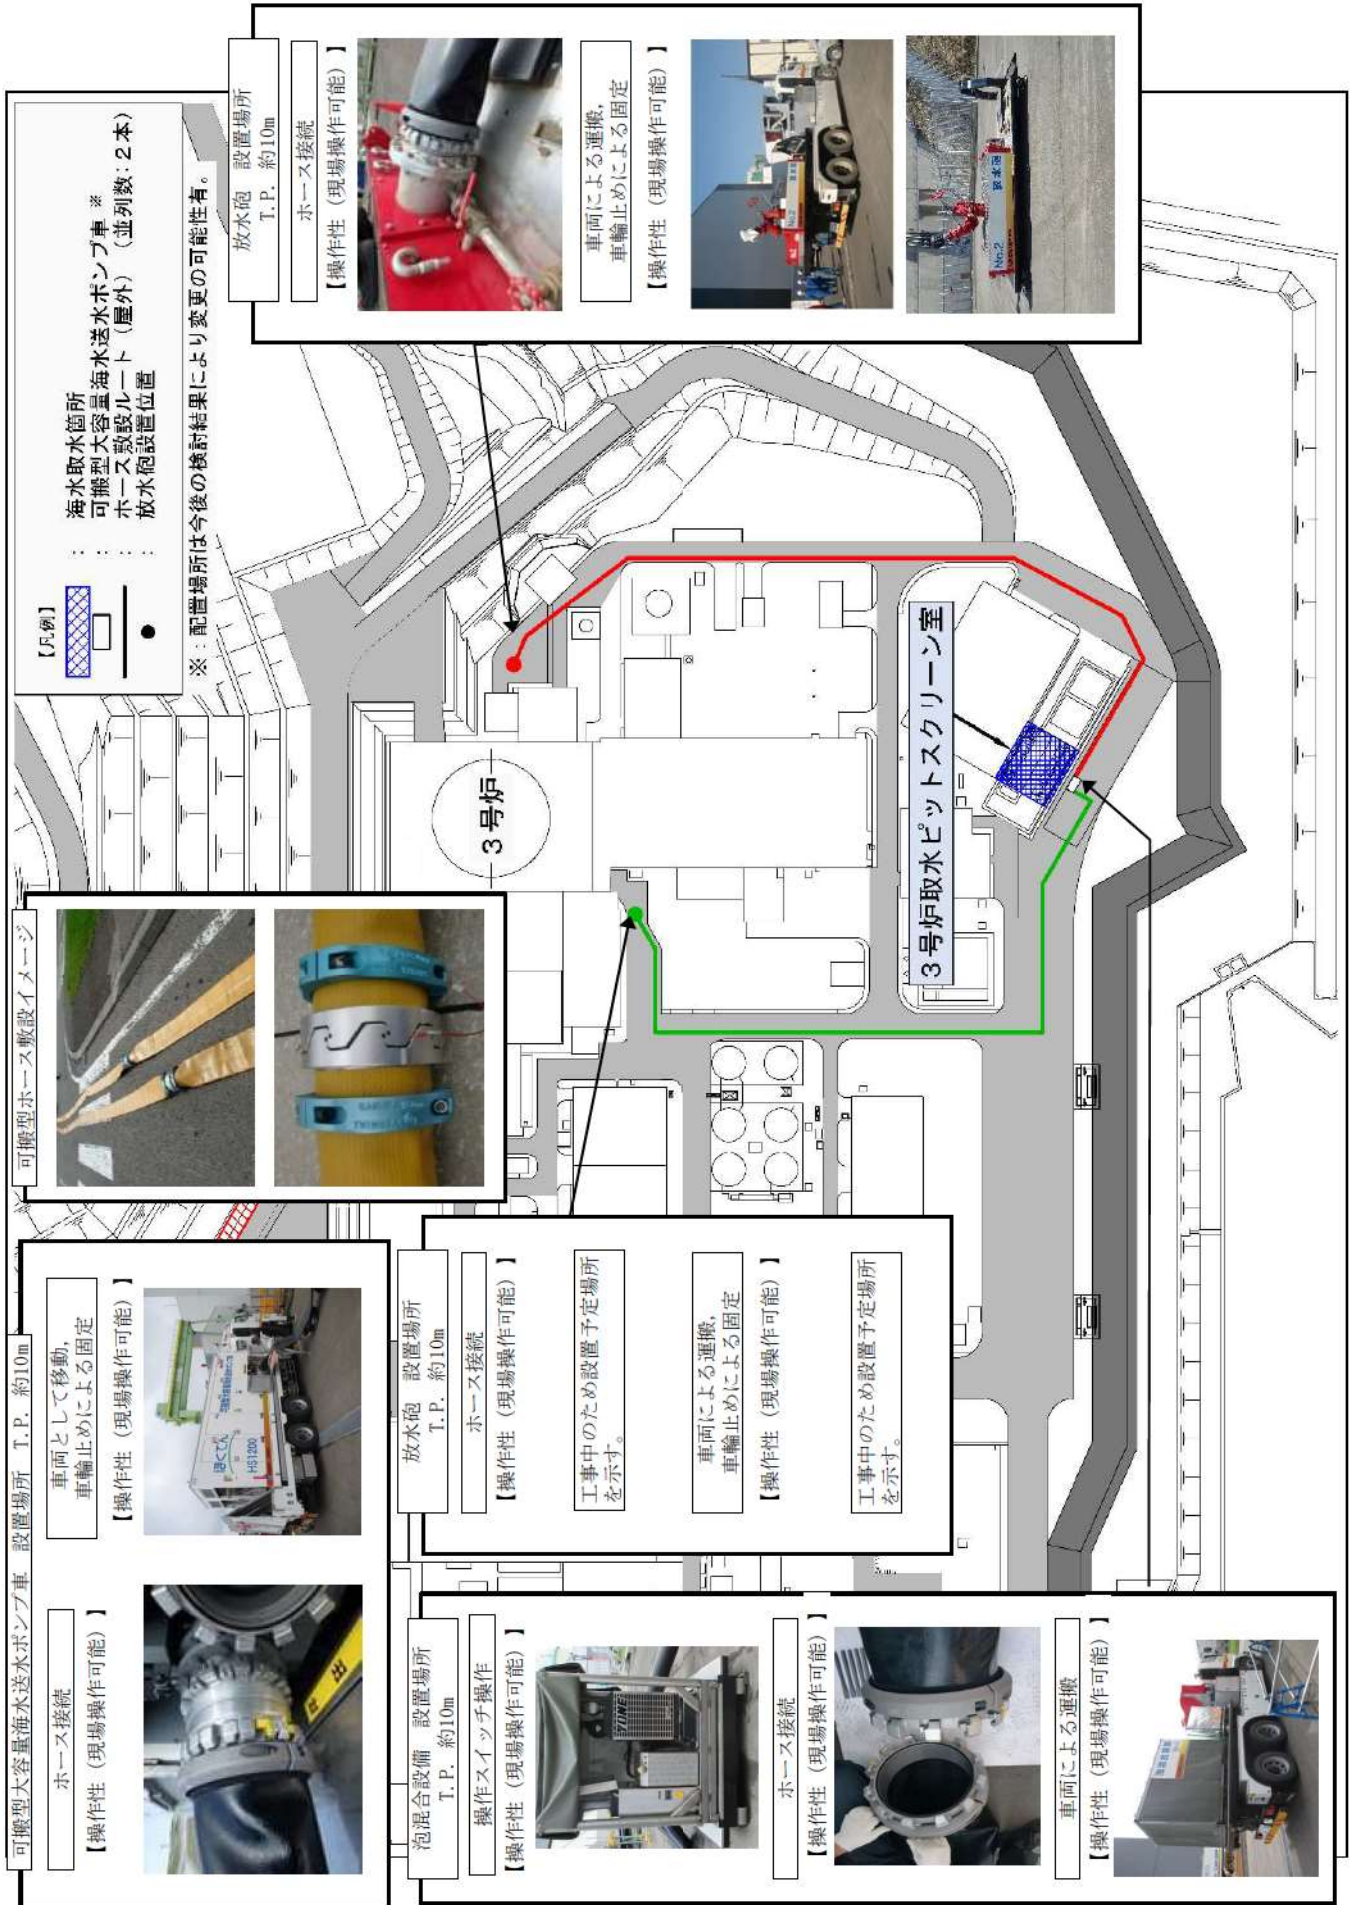 可搬型大容量海水送水ポンプ車 設置場所 T.P. 約10m
ホース接続
【操作性（現場操作可能）】
車両として移動，
車輪止めによる固定
【操作性（現場操作可能）】
ほくてん
HS1200
可搬型ホース敷設イメージ
【凡例】
： 海水取水箇所
： 可搬型大容量海水送水ポンプ車 ※
： ホース敷設ルート（屋外）（並列数：２本）
： 放水砲設置位置
※：配置場所は今後の検討結果により変更の可能性有。
放水砲 設置場所
T.P. 約10m
ホース接続
【操作性（現場操作可能）】
車両による運搬，
車輪止めによる固定
【操作性（現場操作可能）】
No.2
No.2
放水砲
泡混合設備 設置場所
T.P. 約10m
操作スイッチ操作
【操作性（現場操作可能）】
ホース接続
【操作性（現場操作可能）】
車両による運搬
【操作性（現場操作可能）】
放水砲 設置場所
T.P. 約10m
ホース接続
【操作性（現場操作可能）】
工事中のため設置予定場所
を示す。
車両による運搬，
車輪止めによる固定
【操作性（現場操作可能）】
工事中のため設置予定場所
を示す。
３号炉
３号炉取水ピットスクリーン室